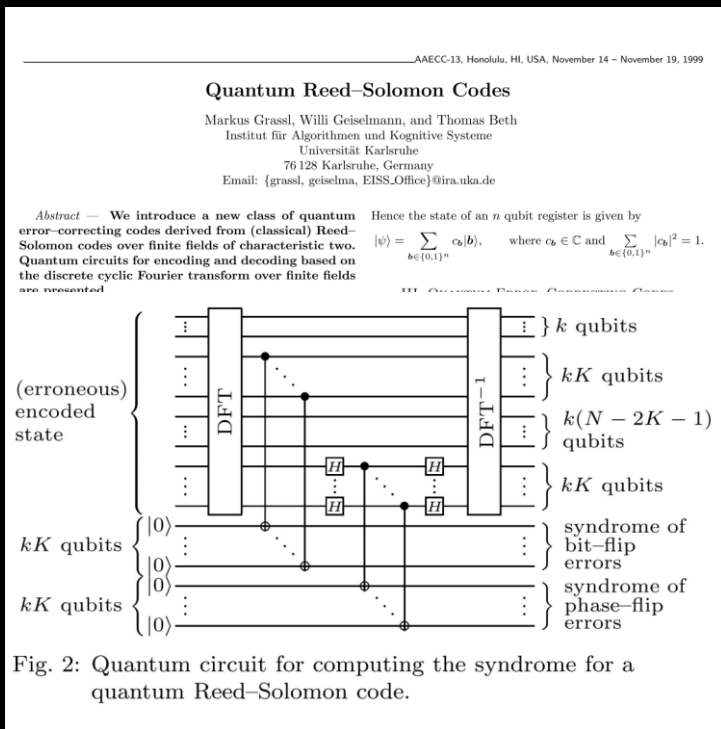 AAECC-13, Honolulu, HI, USA, November 14 – November 19, 1999
Quantum Reed–Solomon Codes
Markus Grassl, Willi Geiselmann, and Thomas Beth
Institut für Algorithmen und Kognitive Systeme
Universität Karlsruhe
76 128 Karlsruhe, Germany
Email: {grassl, geiselma, EISS_Office}@ira.uka.de
Abstract — We introduce a new class of quantum
error–correcting codes derived from (classical) Reed–
Solomon codes over finite fields of characteristic two.
Quantum circuits for encoding and decoding based on
the discrete cyclic Fourier transform over finite fields
are presented
Hence the state of an n qubit register is given by
|ψ⟩ = ∑ c_b|b⟩, where c_b ∈ ℂ and ∑ |c_b|² = 1.
b∈{0,1}ⁿ b∈{0,1}ⁿ
III. Quantum Error–Correcting Codes
(erroneous)
encoded
state
DFT
DFT⁻¹
k qubits
kK qubits
k(N − 2K − 1)
qubits
H H
kK qubits
H H
kK qubits
|0⟩
|0⟩
syndrome of
bit–flip
errors
kK qubits
|0⟩
|0⟩
syndrome of
phase–flip
errors
Fig. 2: Quantum circuit for computing the syndrome for a
quantum Reed–Solomon code.